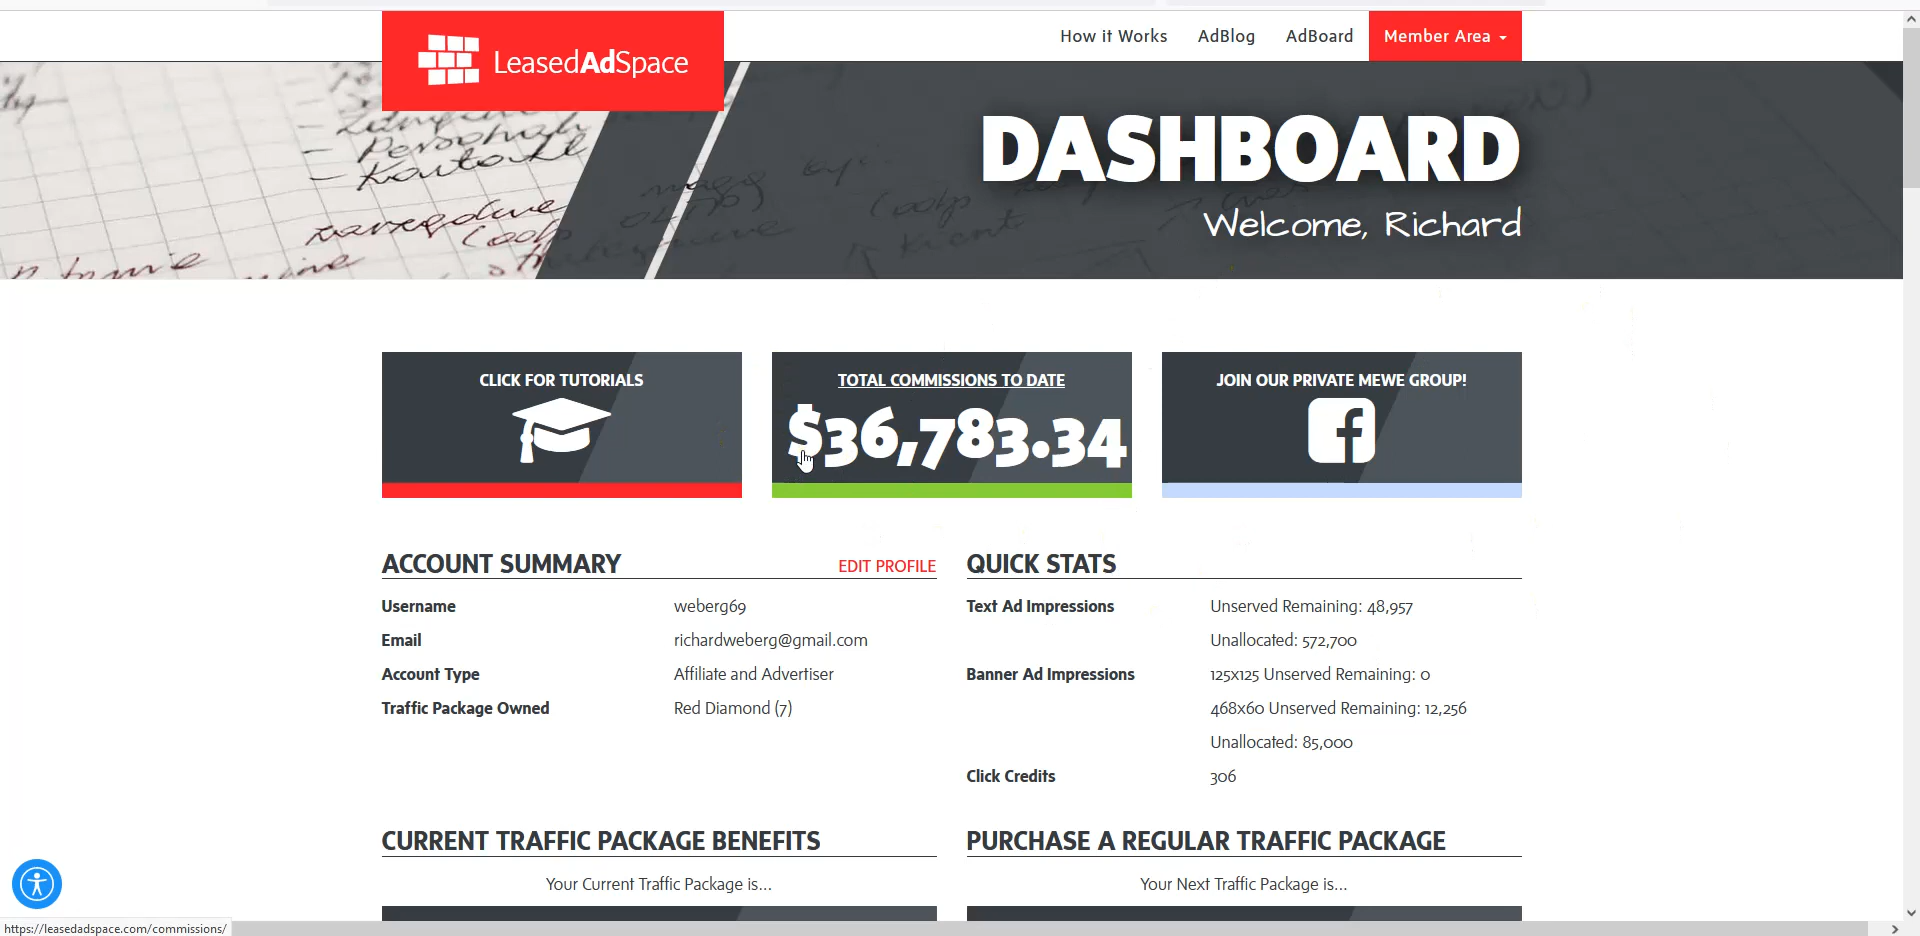 How it Works AdBlog AdBoard Member Area
LeasedAdSpace
DASHBOARD
Welcome, Richard
CLICK FOR TUTORIALS
TOTAL COMMISSIONS TO DATE
$36,783.34
JOIN OUR PRIVATE MEWE GROUP!
ACCOUNT SUMMARY EDIT PROFILE
Username weberg69
Email richardweberg@gmail.com
Account Type Affiliate and Advertiser
Traffic Package Owned Red Diamond (7)
QUICK STATS
Text Ad Impressions Unserved Remaining: 48,957
Unallocated: 572,700
Banner Ad Impressions 125x125 Unserved Remaining: 0
468x60 Unserved Remaining: 12,256
Unallocated: 85,000
Click Credits 306
CURRENT TRAFFIC PACKAGE BENEFITS
Your Current Traffic Package is...
PURCHASE A REGULAR TRAFFIC PACKAGE
Your Next Traffic Package is...
https://leasedadspace.com/commissions/